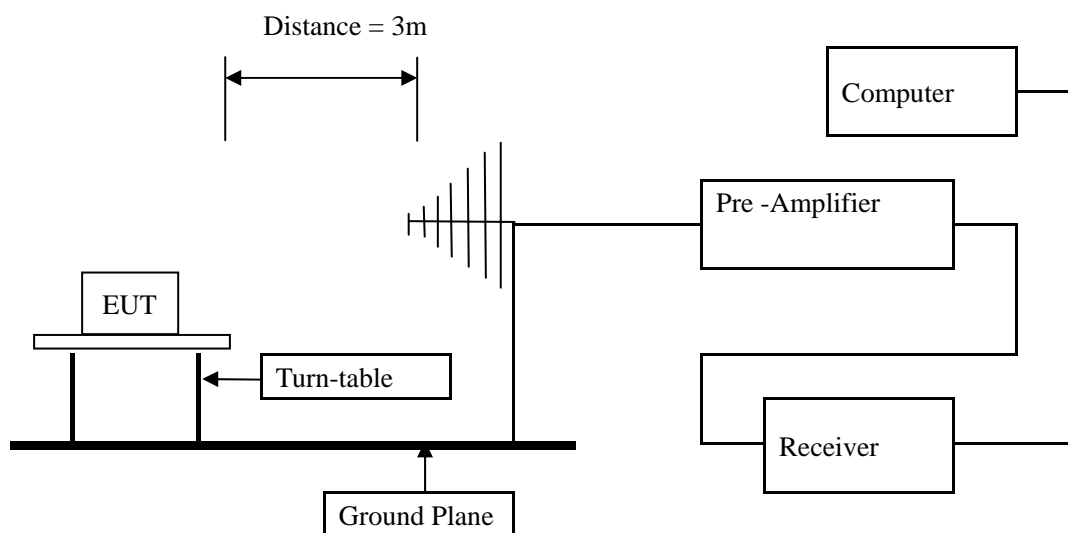 Distance = 3m
Computer
Pre -Amplifier
EUT
Turn-table
Receiver
Ground Plane